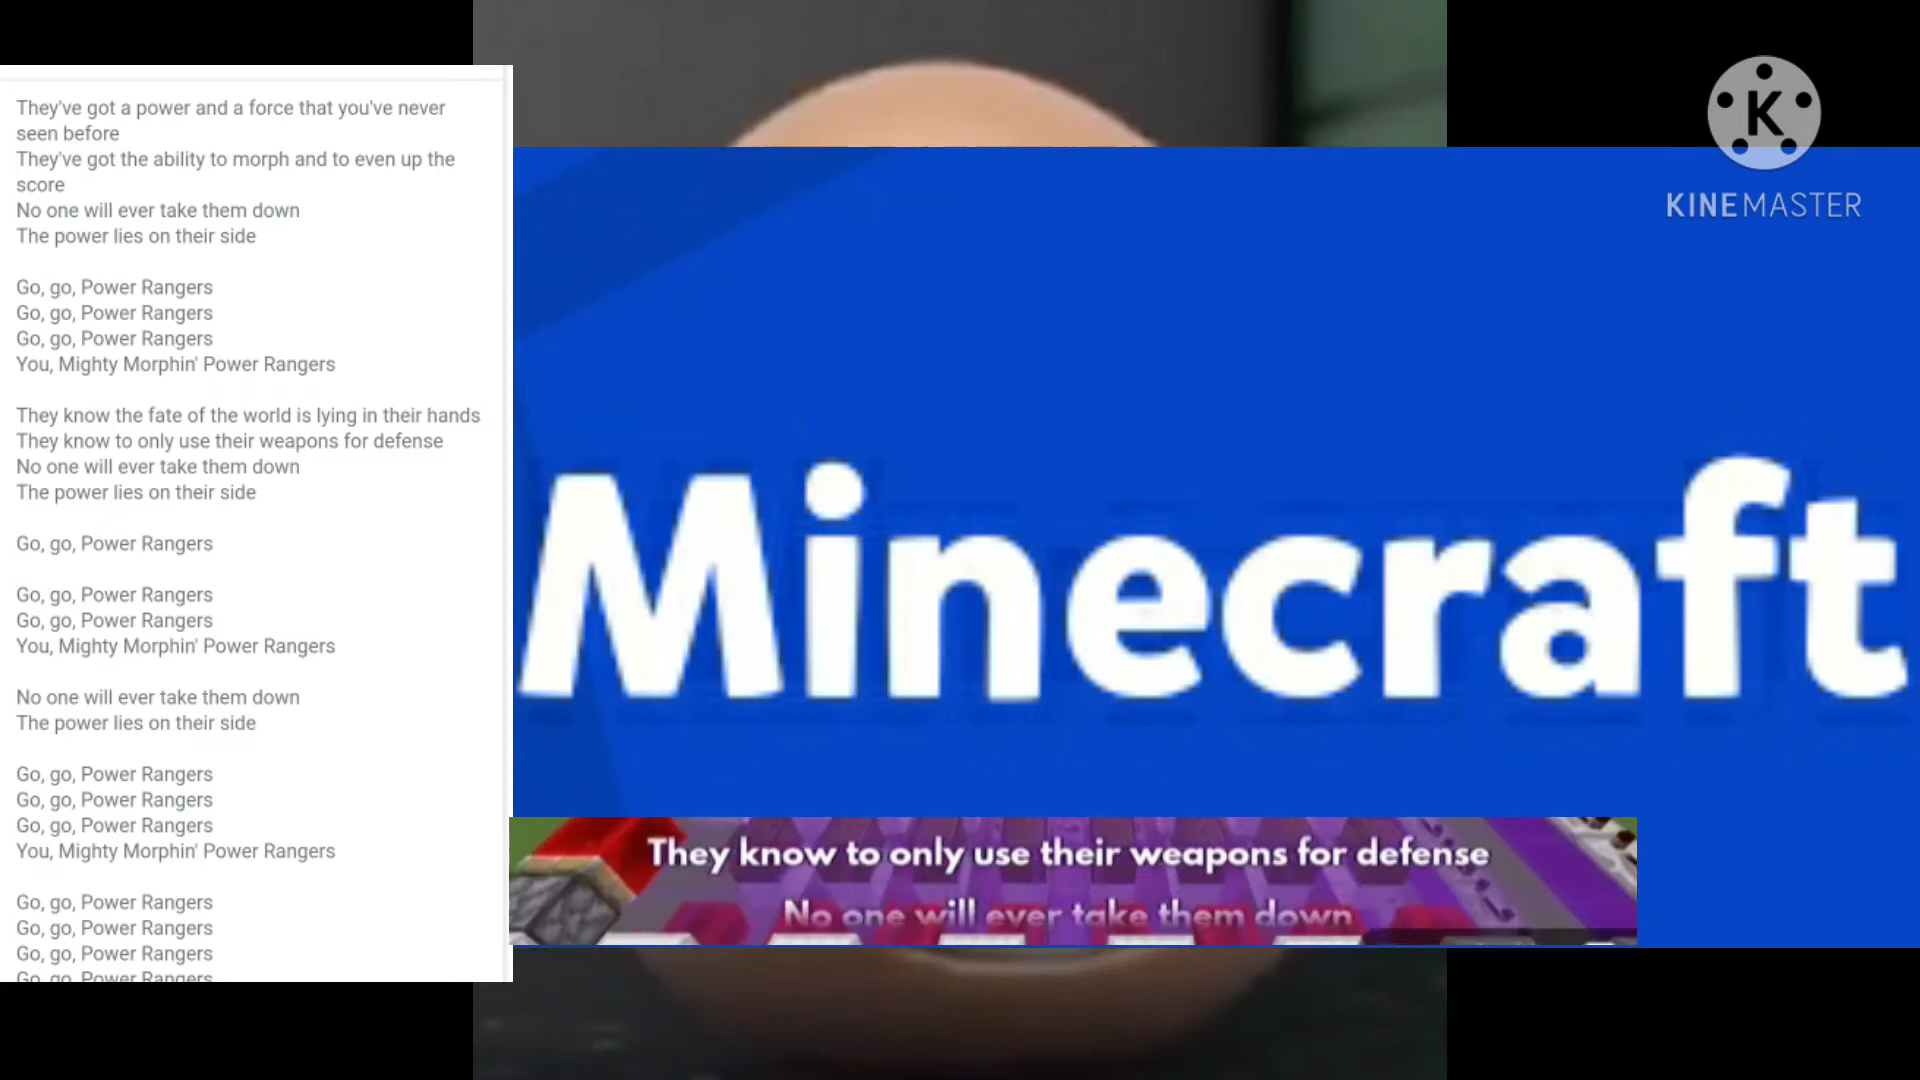 They've got a power and a force that you've never
seen before
They've got the ability to morph and to even up the
score
No one will ever take them down
The power lies on their side
Go, go, Power Rangers
Go, go, Power Rangers
Go, go, Power Rangers
You, Mighty Morphin' Power Rangers
They know the fate of the world is lying in their hands
They know to only use their weapons for defense
No one will ever take them down
The power lies on their side
Go, go, Power Rangers
Go, go, Power Rangers
Go, go, Power Rangers
You, Mighty Morphin' Power Rangers
No one will ever take them down
The power lies on their side
Go, go, Power Rangers
Go, go, Power Rangers
Go, go, Power Rangers
You, Mighty Morphin' Power Rangers
Go, go, Power Rangers
Go, go, Power Rangers
Go, go, Power Rangers
Go, go, Power Rangers
K
KINEMASTER
Minecraft
They know to only use their weapons for defense
No one will ever take them down